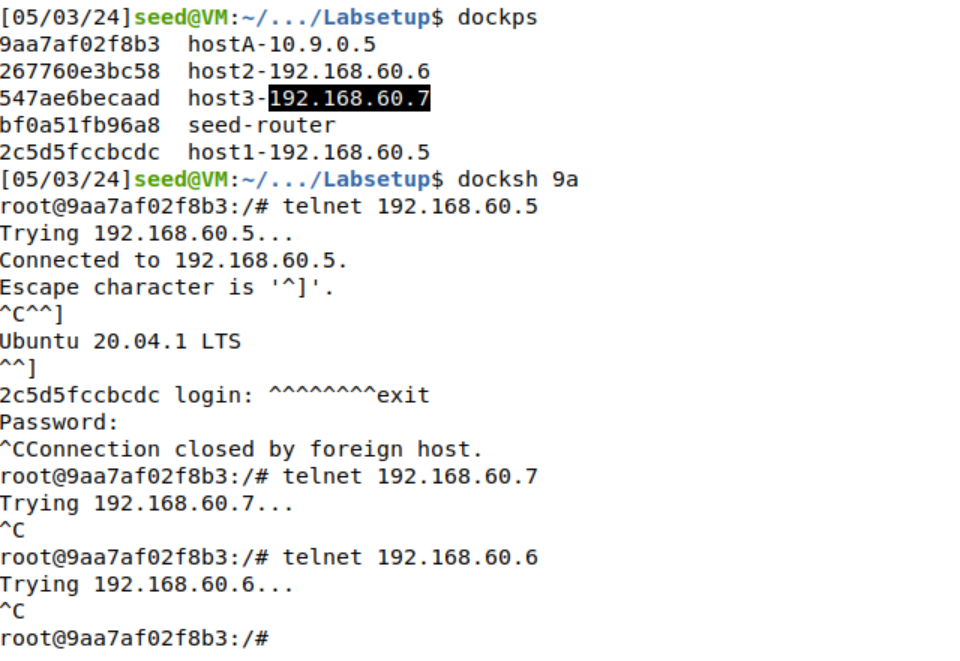 [05/03/24]seed@VM:~/.../Labsetup$ dockps
9aa7af02f8b3  hostA-10.9.0.5
267760e3bc58  host2-192.168.60.6
547ae6becaad  host3-192.168.60.7
bf0a51fb96a8  seed-router
2c5d5fccbcdc  host1-192.168.60.5
[05/03/24]seed@VM:~/.../Labsetup$ docksh 9a
root@9aa7af02f8b3:/# telnet 192.168.60.5
Trying 192.168.60.5...
Connected to 192.168.60.5.
Escape character is '^]'.
^C^^]
Ubuntu 20.04.1 LTS
^^]
2c5d5fccbcdc login: ^^^^^^^^exit
Password:
^CConnection closed by foreign host.
root@9aa7af02f8b3:/# telnet 192.168.60.7
Trying 192.168.60.7...
^C
root@9aa7af02f8b3:/# telnet 192.168.60.6
Trying 192.168.60.6...
^C
root@9aa7af02f8b3:/#